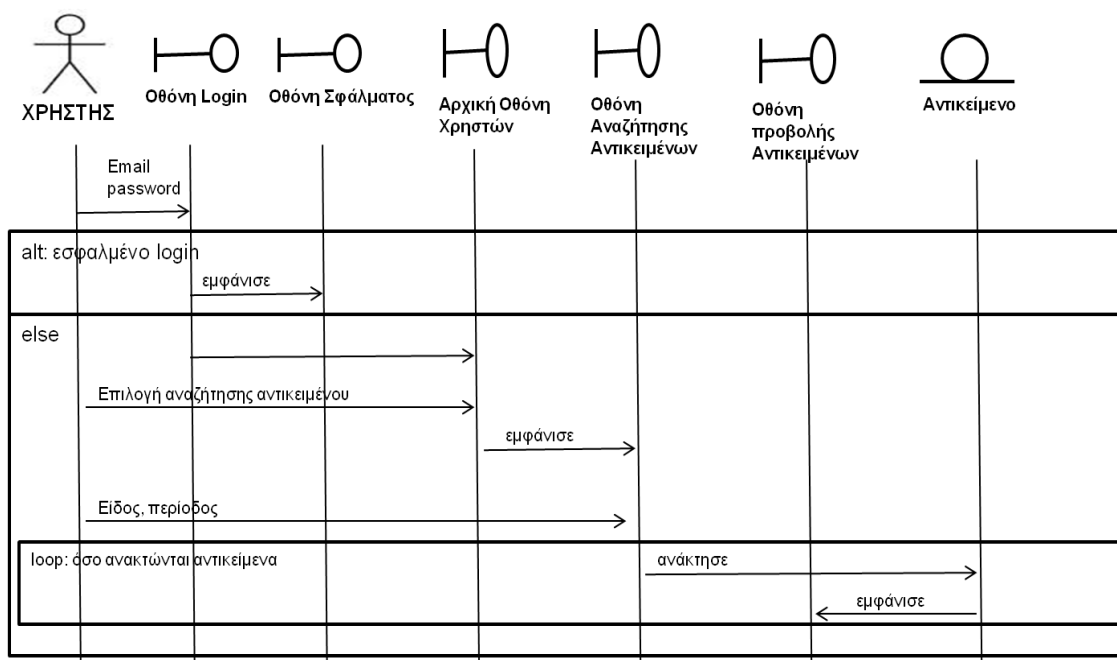 ΧΡΗΣΤΗΣ
Οθόνη Login
Οθόνη Σφάλματος
Αρχική Οθόνη
Χρηστών
Οθόνη
Αναζήτησης
Αντικειμένων
Οθόνη
προβολής
Αντικειμένων
Αντικείμενο
Email
password
alt: εσφαλμένο login
εμφάνισε
else
Επιλογή αναζήτησης αντικειμένου
εμφάνισε
Είδος, περίοδος
loop: όσο ανακτώνται αντικείμενα
ανάκτησε
εμφάνισε